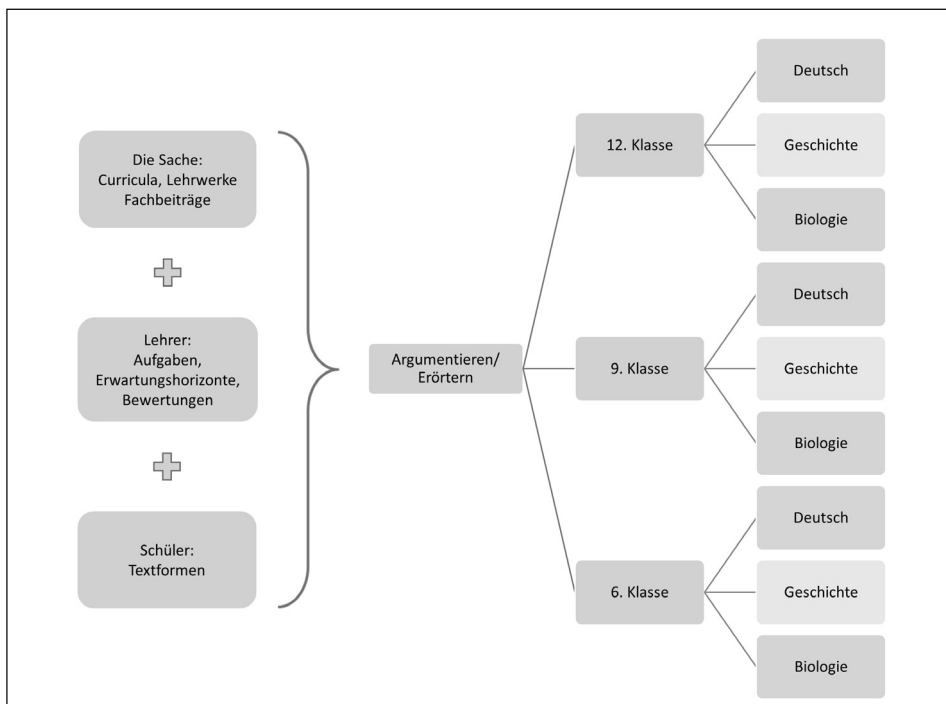 Die Sache:
Curricula, Lehrwerke
Fachbeiträge
Lehrer:
Aufgaben,
Erwartungshorizonte,
Bewertungen
Schüler:
Textformen
Argumentieren/
Erörtern
12. Klasse
Deutsch
Geschichte
Biologie
9. Klasse
Deutsch
Geschichte
Biologie
6. Klasse
Deutsch
Geschichte
Biologie